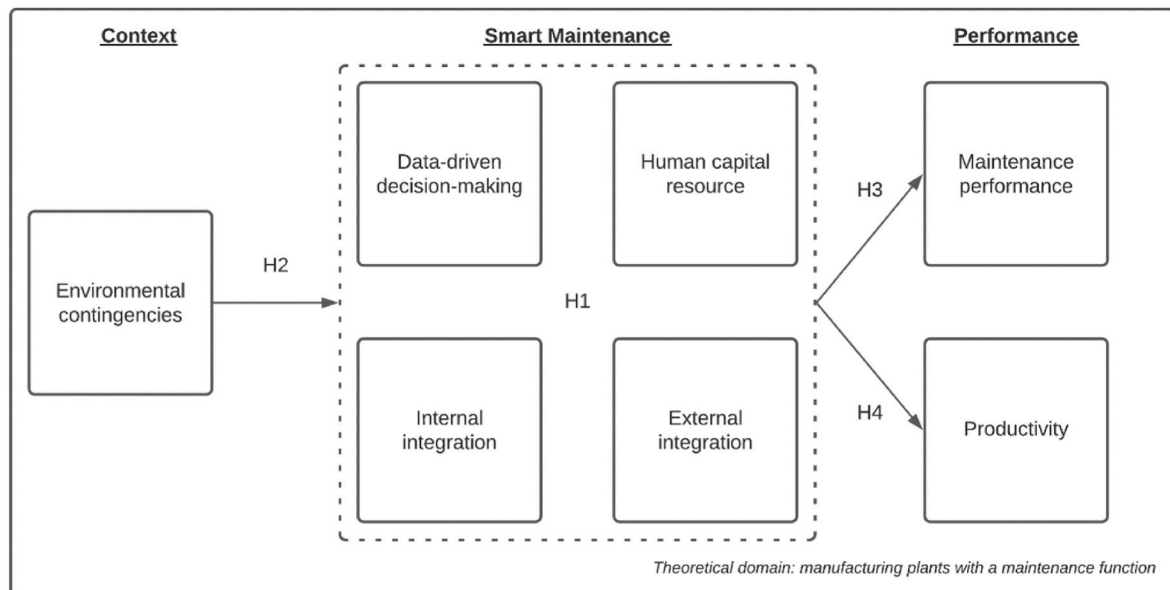 Context
Smart Maintenance
Performance
Data-driven
decision-making
Human capital
resource
Maintenance
performance
H3
Environmental
contingencies
H2
H1
Internal
integration
External
integration
H4
Productivity
Theoretical domain: manufacturing plants with a maintenance function